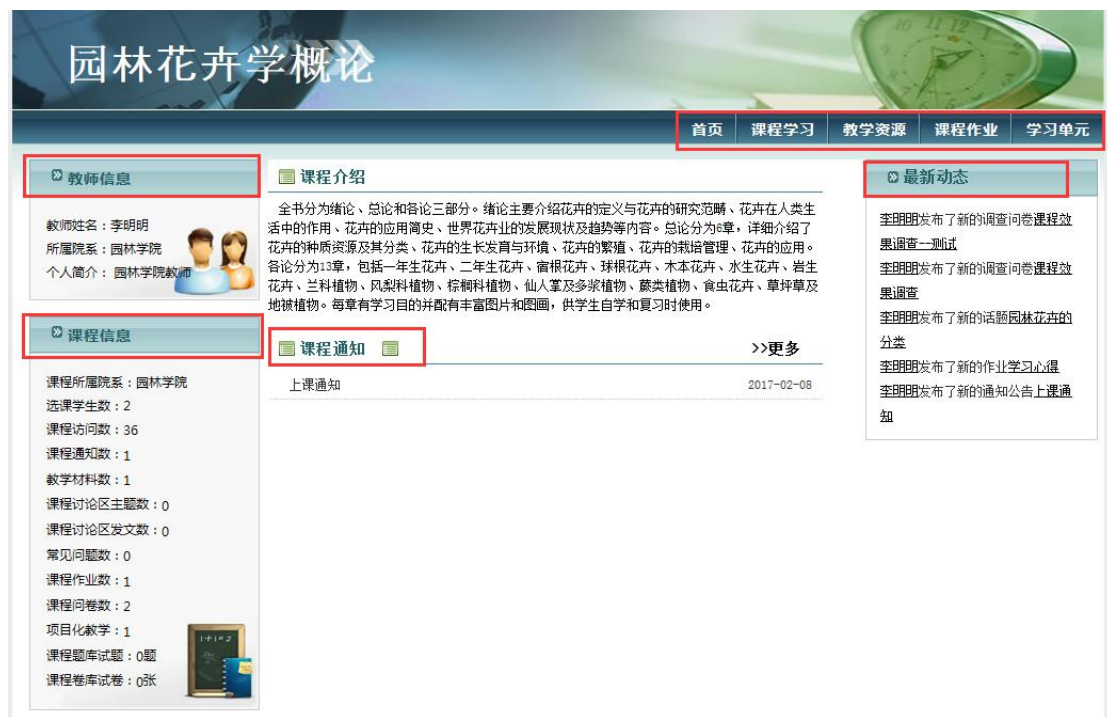 园林花卉学概论
首页 课程学习 教学资源 课程作业 学习单元
教师信息
教师姓名：李明明
所属院系：园林学院
个人简介： 园林学院教师
课程信息
课程所属院系：园林学院
选课学生数：2
课程访问数：36
课程通知数：1
教学材料数：1
课程讨论区主题数：0
课程讨论区发文数：0
常见问题数：0
课程作业数：1
课程问卷数：2
项目化教学：1
课程题库试题：0题
课程卷库试卷：0张
1+1=2
课程介绍
全书分为绪论、总论和各论三部分。绪论主要介绍花卉的定义与花卉的研究范畴、花卉在人类生
活中的作用、花卉的应用简史、世界花卉业的发展现状及趋势等内容。总论分为6章，详细介绍了
花卉的种质资源及其分类、花卉的生长发育与环境、花卉的繁殖、花卉的栽培管理、花卉的应用。
各论分为13章，包括一年生花卉、二年生花卉、宿根花卉、球根花卉、木本花卉、水生花卉、岩生
花卉、兰科植物、凤梨科植物、棕榈科植物、仙人掌及多浆植物、蕨类植物、食虫花卉、草坪草及
地被植物。每章有学习目的并配有丰富图片和图画，供学生自学和复习时使用。
课程通知 >>更多
上课通知 2017-02-08
最新动态
李明明发布了新的调查问卷课程效
果调查--测试
李明明发布了新的调查问卷课程效
果调查
李明明发布了新的话题园林花卉的
分类
李明明发布了新的作业学习心得
李明明发布了新的通知公告上课通
知
10 11 12 1 2